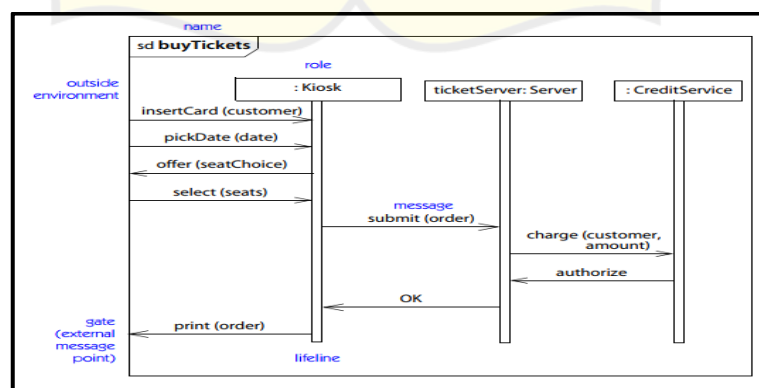 name
sd buyTickets
role
outside
environment
: Kiosk
ticketServer: Server
: CreditService
insertCard (customer)
pickDate (date)
offer (seatChoice)
select (seats)
message
submit (order)
charge (customer,
amount)
authorize
OK
gate
(external
message
point)
print (order)
lifeline